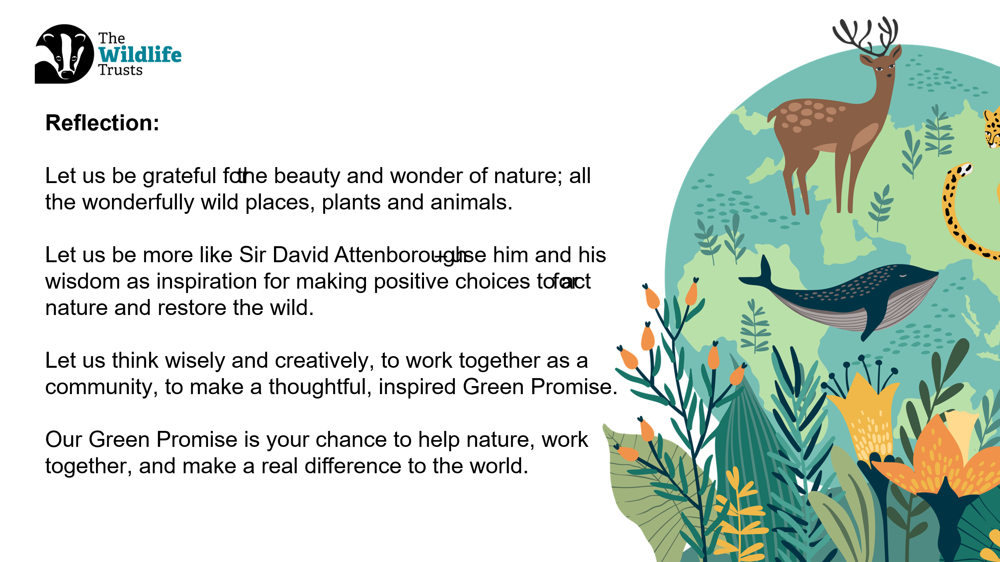 The
Wildlife
Trusts
Reflection:
Let us be grateful for the beauty and wonder of nature; all
the wonderfully wild places, plants and animals.
Let us be more like Sir David Attenborough – use him and his
wisdom as inspiration for making positive choices to act for
nature and restore the wild.
Let us think wisely and creatively, to work together as a
community, to make a thoughtful, inspired Green Promise.
Our Green Promise is your chance to help nature, work
together, and make a real difference to the world.